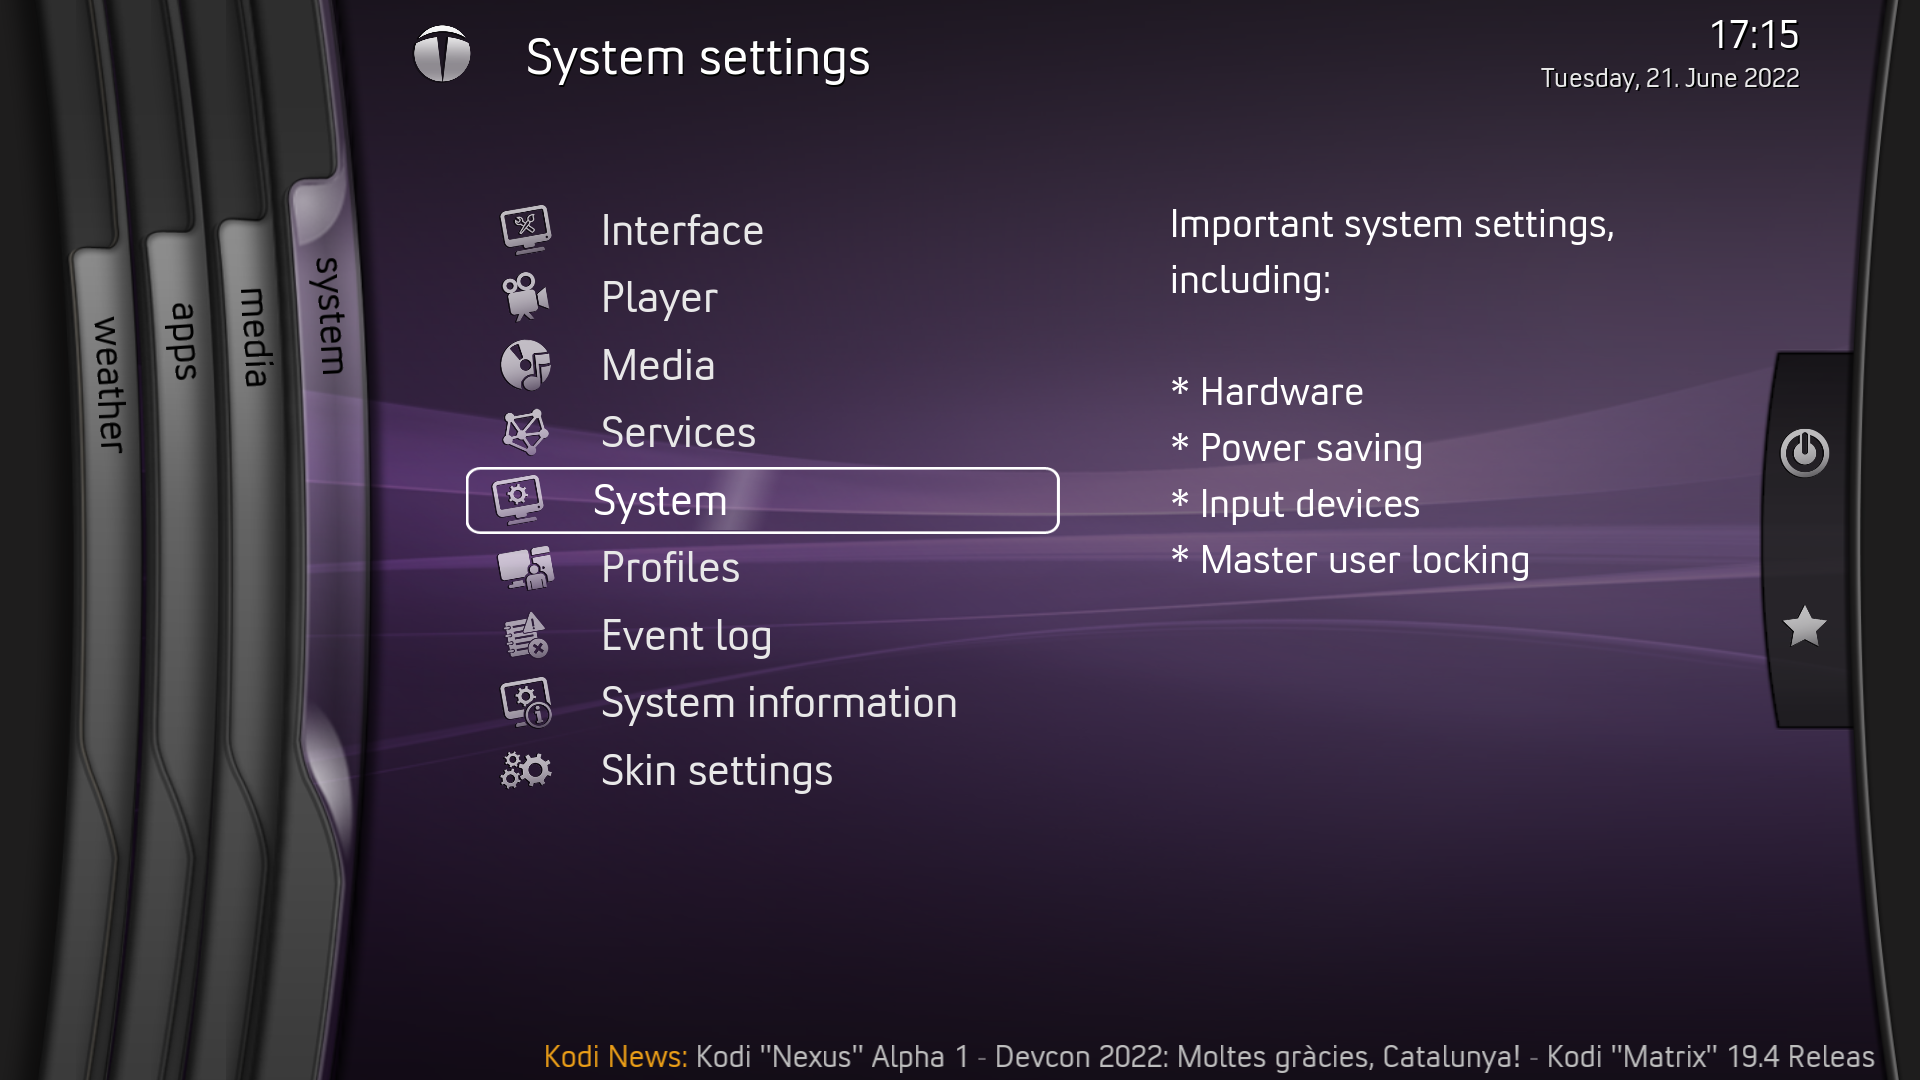 System settings
17:15
Tuesday, 21. June 2022
weather
apps
media
system
Interface
Player
Media
Services
System
Profiles
Event log
System information
Skin settings
Important system settings,
including:
* Hardware
* Power saving
* Input devices
* Master user locking
Kodi News: Kodi "Nexus" Alpha 1 - Devcon 2022: Moltes gràcies, Catalunya! - Kodi "Matrix" 19.4 Releas